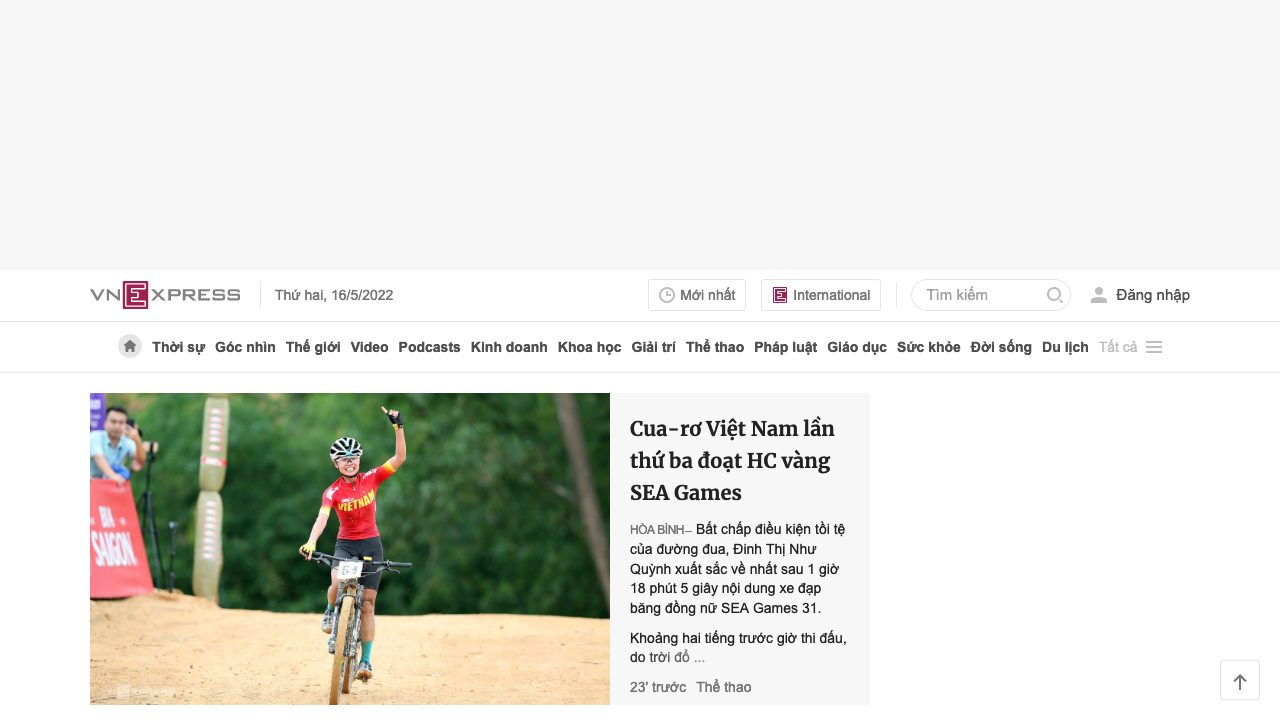 VNEXPRESS
Thứ hai, 16/5/2022
Mới nhất
E International
Tìm kiếm
Đăng nhập
Thời sự Góc nhìn Thế giới Video Podcasts Kinh doanh Khoa học Giải trí Thể thao Pháp luật Giáo dục Sức khỏe Đời sống Du lịch Tất cả
BIA
SAIGON
VIETNAM
Cua-rơ Việt Nam lần
thứ ba đoạt HC vàng
SEA Games
HÒA BÌNH– Bất chấp điều kiện tồi tệ
của đường đua, Đinh Thị Như
Quỳnh xuất sắc về nhất sau 1 giờ
18 phút 5 giây nội dung xe đạp
băng đồng nữ SEA Games 31.
Khoảng hai tiếng trước giờ thi đấu,
do trời đổ ...
23' trước Thể thao
VNEXPRESS